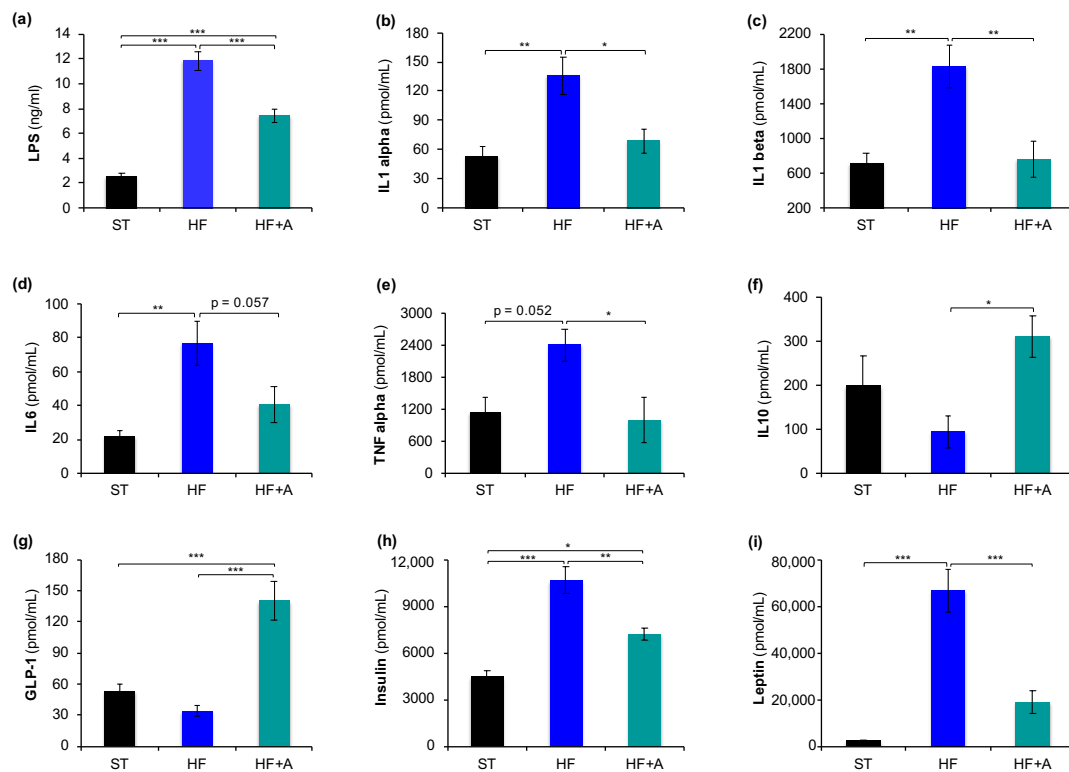 (a)
***
*** ***
14
12
10
8
6
4
2
0
LPS (ng/ml)
ST HF HF+A
(b)
** *
180
150
120
90
60
30
0
IL1 alpha (pmol/mL)
ST HF HF+A
(c)
** **
2200
1800
1400
1000
600
200
IL1 beta (pmol/mL)
ST HF HF+A
(d)
** p = 0.057
100
80
60
40
20
0
IL6 (pmol/mL)
ST HF HF+A
(e)
p = 0.052 *
3000
2400
1800
1200
600
0
TNF alpha (pmol/mL)
ST HF HF+A
(f)
*
400
300
200
100
0
IL10 (pmol/mL)
ST HF HF+A
(g)
***
***
180
150
120
90
60
30
0
GLP-1 (pmol/mL)
ST HF HF+A
(h)
*
*** **
12,000
9000
6000
3000
0
Insulin (pmol/mL)
ST HF HF+A
(i)
*** ***
80,000
60,000
40,000
20,000
0
Leptin (pmol/mL)
ST HF HF+A